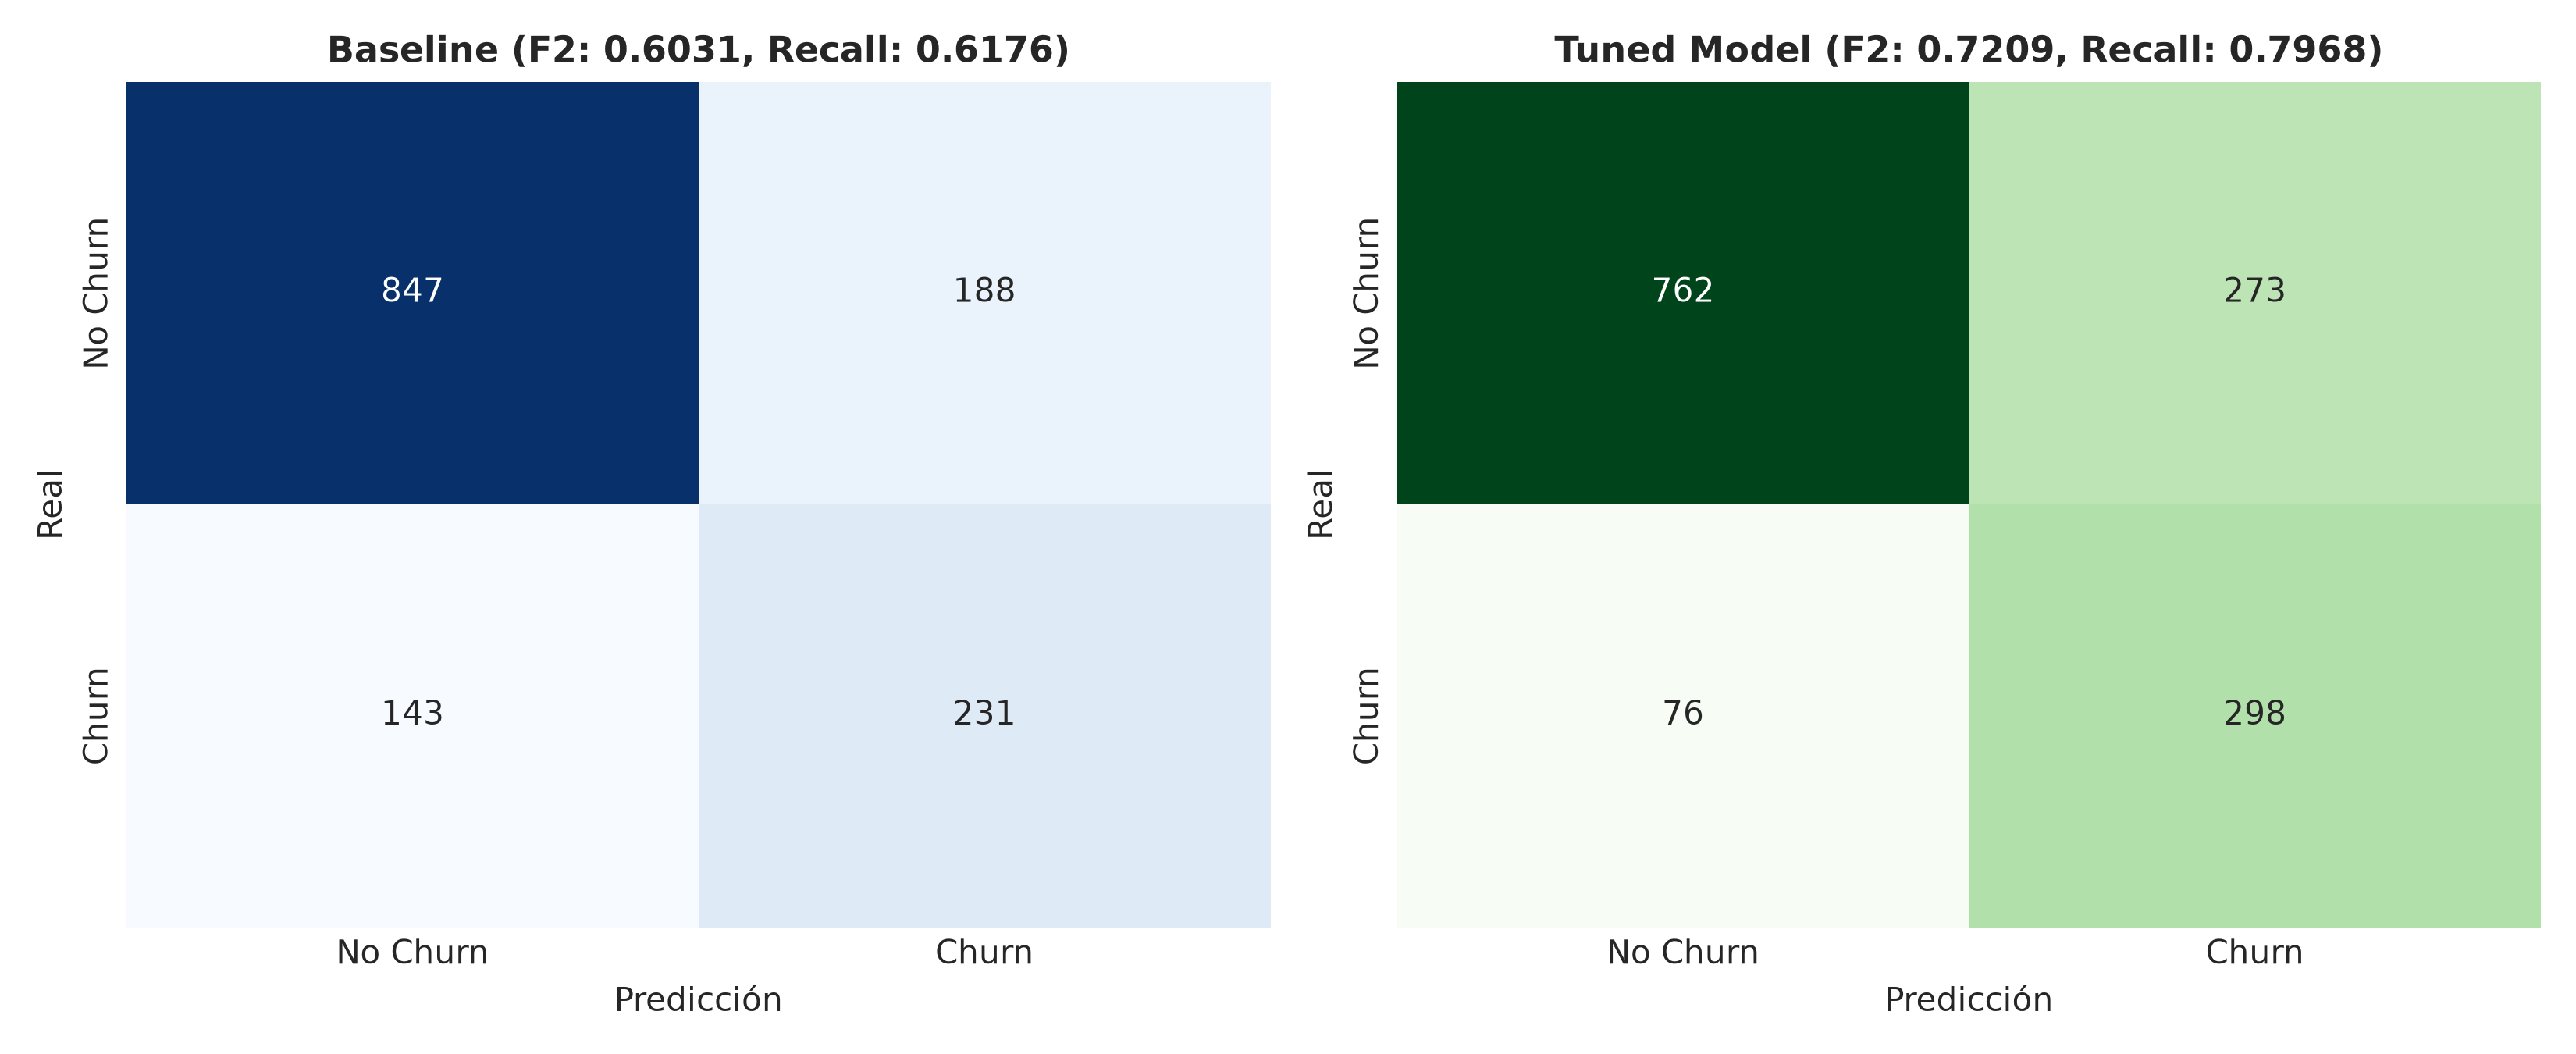 Baseline (F2: 0.6031, Recall: 0.6176)
No Churn
847
188
Real
Churn
143
231
No Churn
Churn
Predicción
Tuned Model (F2: 0.7209, Recall: 0.7968)
No Churn
762
273
Real
Churn
76
298
No Churn
Churn
Predicción